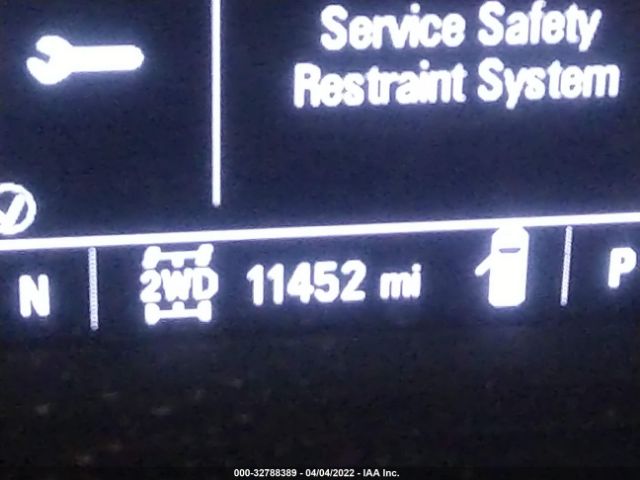 Service Safety
Restraint System
N
2WD
11452 mi
P
000-32788389 - 04/04/2022 - IAA Inc.